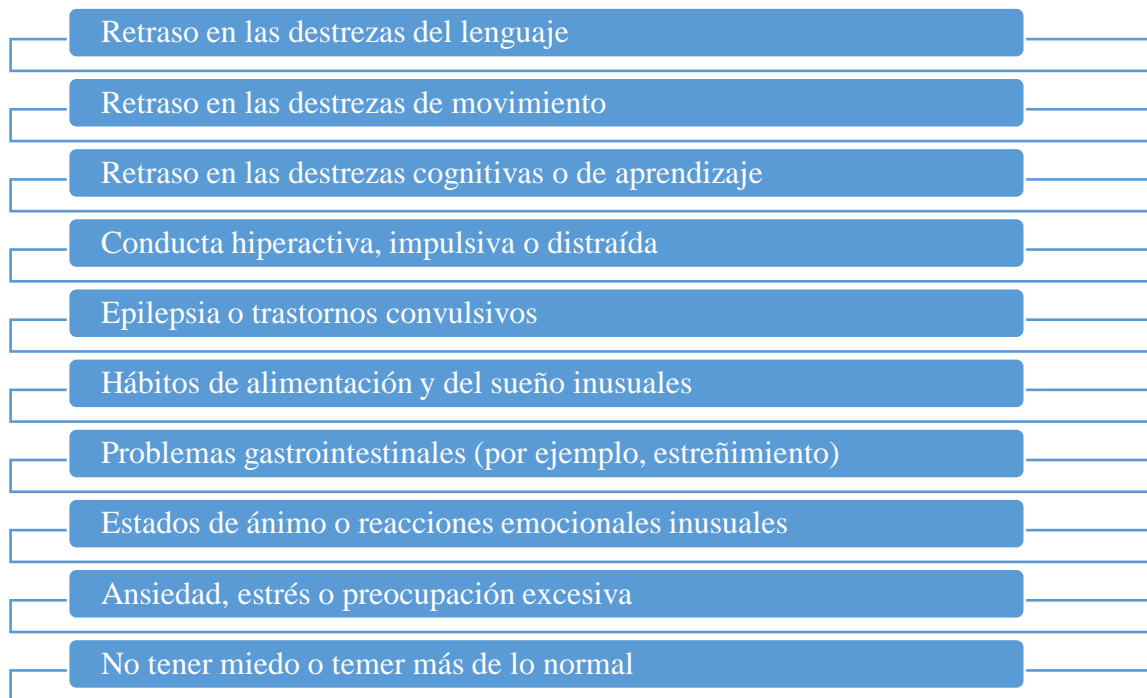 Retraso en las destrezas del lenguaje
Retraso en las destrezas de movimiento
Retraso en las destrezas cognitivas o de aprendizaje
Conducta hiperactiva, impulsiva o distraída
Epilepsia o trastornos convulsivos
Hábitos de alimentación y del sueño inusuales
Problemas gastrointestinales (por ejemplo, estreñimiento)
Estados de ánimo o reacciones emocionales inusuales
Ansiedad, estrés o preocupación excesiva
No tener miedo o temer más de lo normal